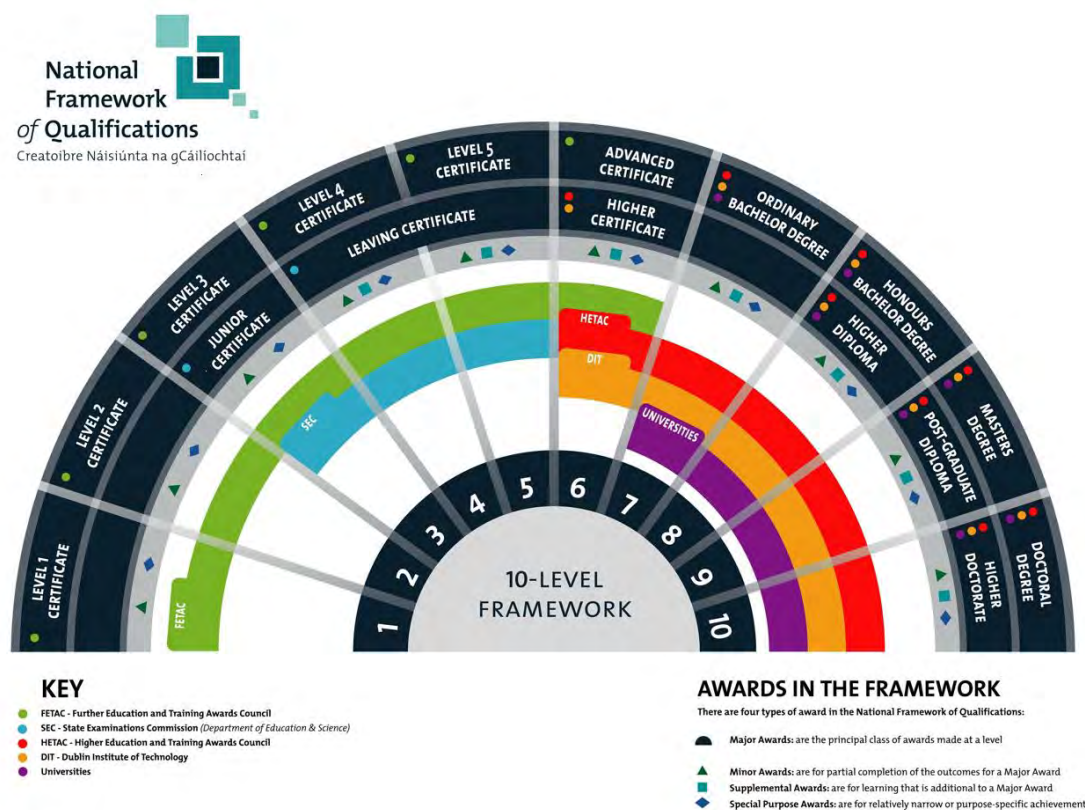 National
Framework
of Qualifications
Creatoibre Náisiúnta na gCáilíochtaí
LEVEL 1
CERTIFICATE
LEVEL 2
CERTIFICATE
LEVEL 3
CERTIFICATE
JUNIOR
CERTIFICATE
LEVEL 4
CERTIFICATE
LEVEL 5
CERTIFICATE
LEAVING CERTIFICATE
ADVANCED
CERTIFICATE
HIGHER
CERTIFICATE
ORDINARY
BACHELOR DEGREE
HONOURS
BACHELOR DEGREE
HIGHER
DIPLOMA
MASTERS
DEGREE
POST-GRADUATE
DIPLOMA
DOCTORAL
DEGREE
HIGHER
DOCTORATE
FETAC
SEC
HETAC
DIT
UNIVERSITIES
1
2
3
4
5
6
7
8
9
10
10-LEVEL
FRAMEWORK
KEY
FETAC - Further Education and Training Awards Council
SEC - State Examinations Commission (Department of Education & Science)
HETAC - Higher Education and Training Awards Council
DIT - Dublin Institute of Technology
Universities
AWARDS IN THE FRAMEWORK
There are four types of award in the National Framework of Qualifications:
Major Awards: are the principal class of awards made at a level
Minor Awards: are for partial completion of the outcomes for a Major Award
Supplemental Awards: are for learning that is additional to a Major Award
Special Purpose Awards: are for relatively narrow or purpose-specific achievement